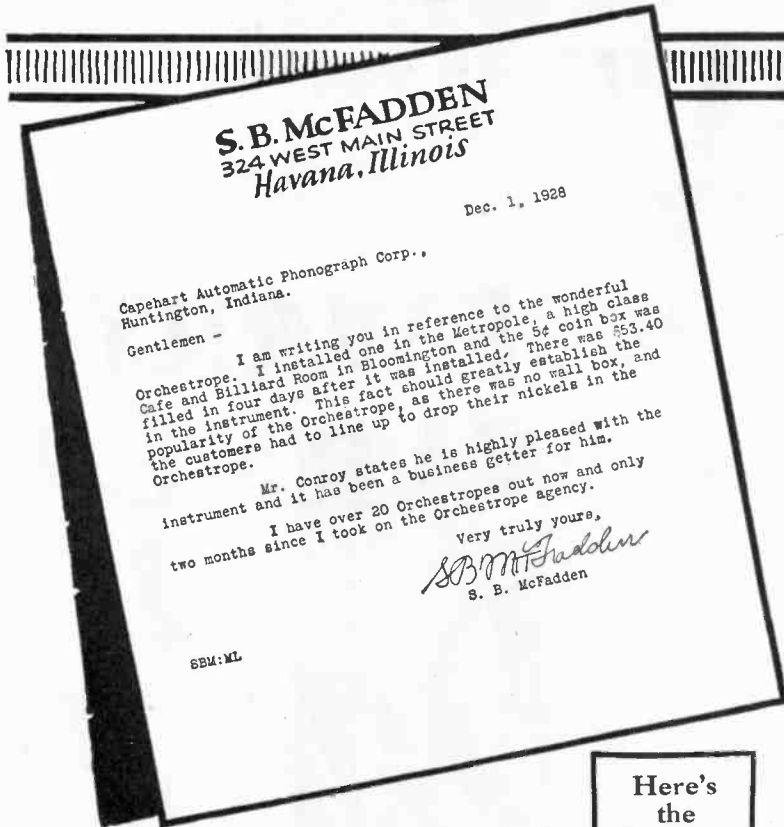 S. B. McFADDEN
324 WEST MAIN STREET
Havana, Illinois
Dec. 1, 1928
Capehart Automatic Phonograph Corp.,
Huntington, Indiana.
Gentlemen -
I am writing you in reference to the wonderful
Orchestrope. I installed one in the Metropole, a high class
Cafe and Billiard Room in Bloomington and the 5¢ coin box was
filled in four days after it was installed. There was $53.40
in the instrument. This fact should greatly establish the
popularity of the Orchestrope, as there was no wall box, and
the customers had to line up to drop their nickels in the
Orchestrope.
Mr. Conroy states he is highly pleased with the
instrument and it has been a business getter for him.
I have over 20 Orchestropes out now and only
two months since I took on the Orchestrope agency.
Very truly yours,
S B McFadden
S. B. McFadden
SBM:ML
Here's
the